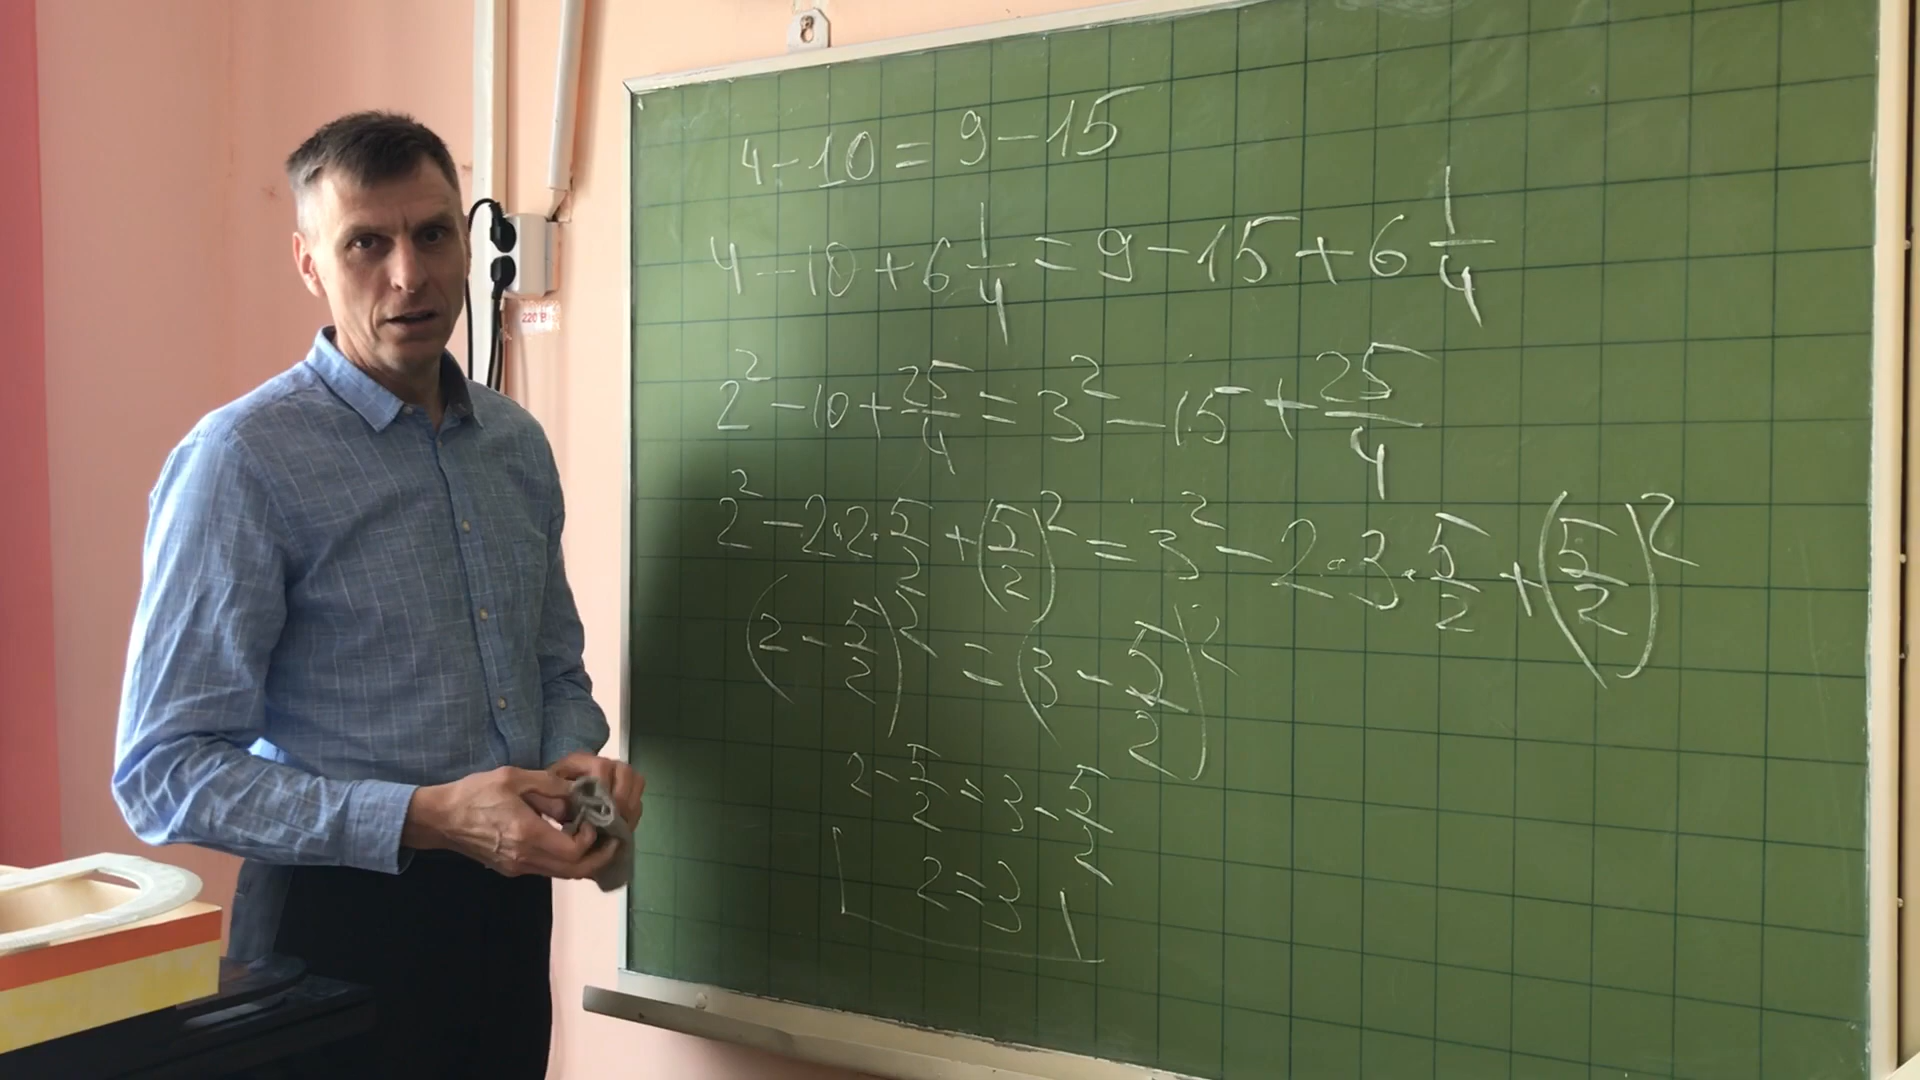 220 В
4 - 10 = 9 - 15
4 - 10 + 6 1/4 = 9 - 15 + 6 1/4
2² - 10 + 25/4 = 3² - 15 + 25/4
2² - 2·2·5/2 + (5/2)² = 3² - 2·3·5/2 + (5/2)²
(2 - 5/2)² = (3 - 5/2)²
2 - 5/2 = 3 - 5/2
2 = 3